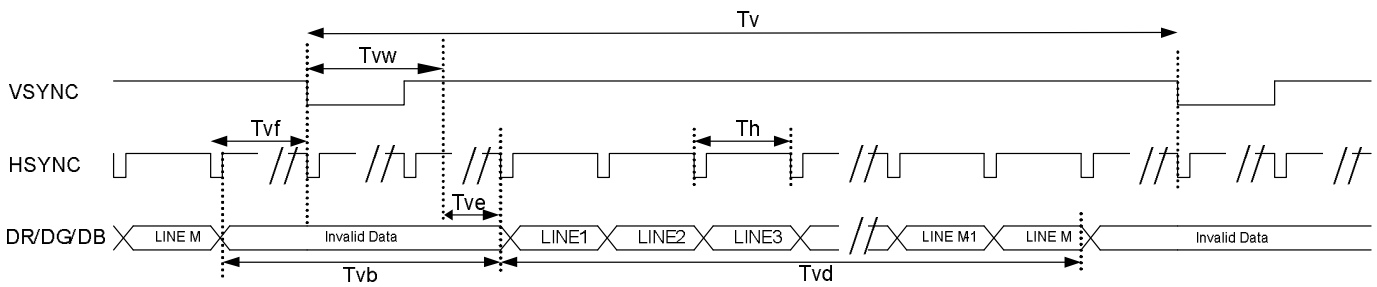 Tv
Tvw
VSYNC
Tvf
Th
HSYNC
Tve
DR/DG/DB
LINE M
Invalid Data
LINE1
LINE2
LINE3
LINE M-1
LINE M
Invalid Data
Tvb
Tvd